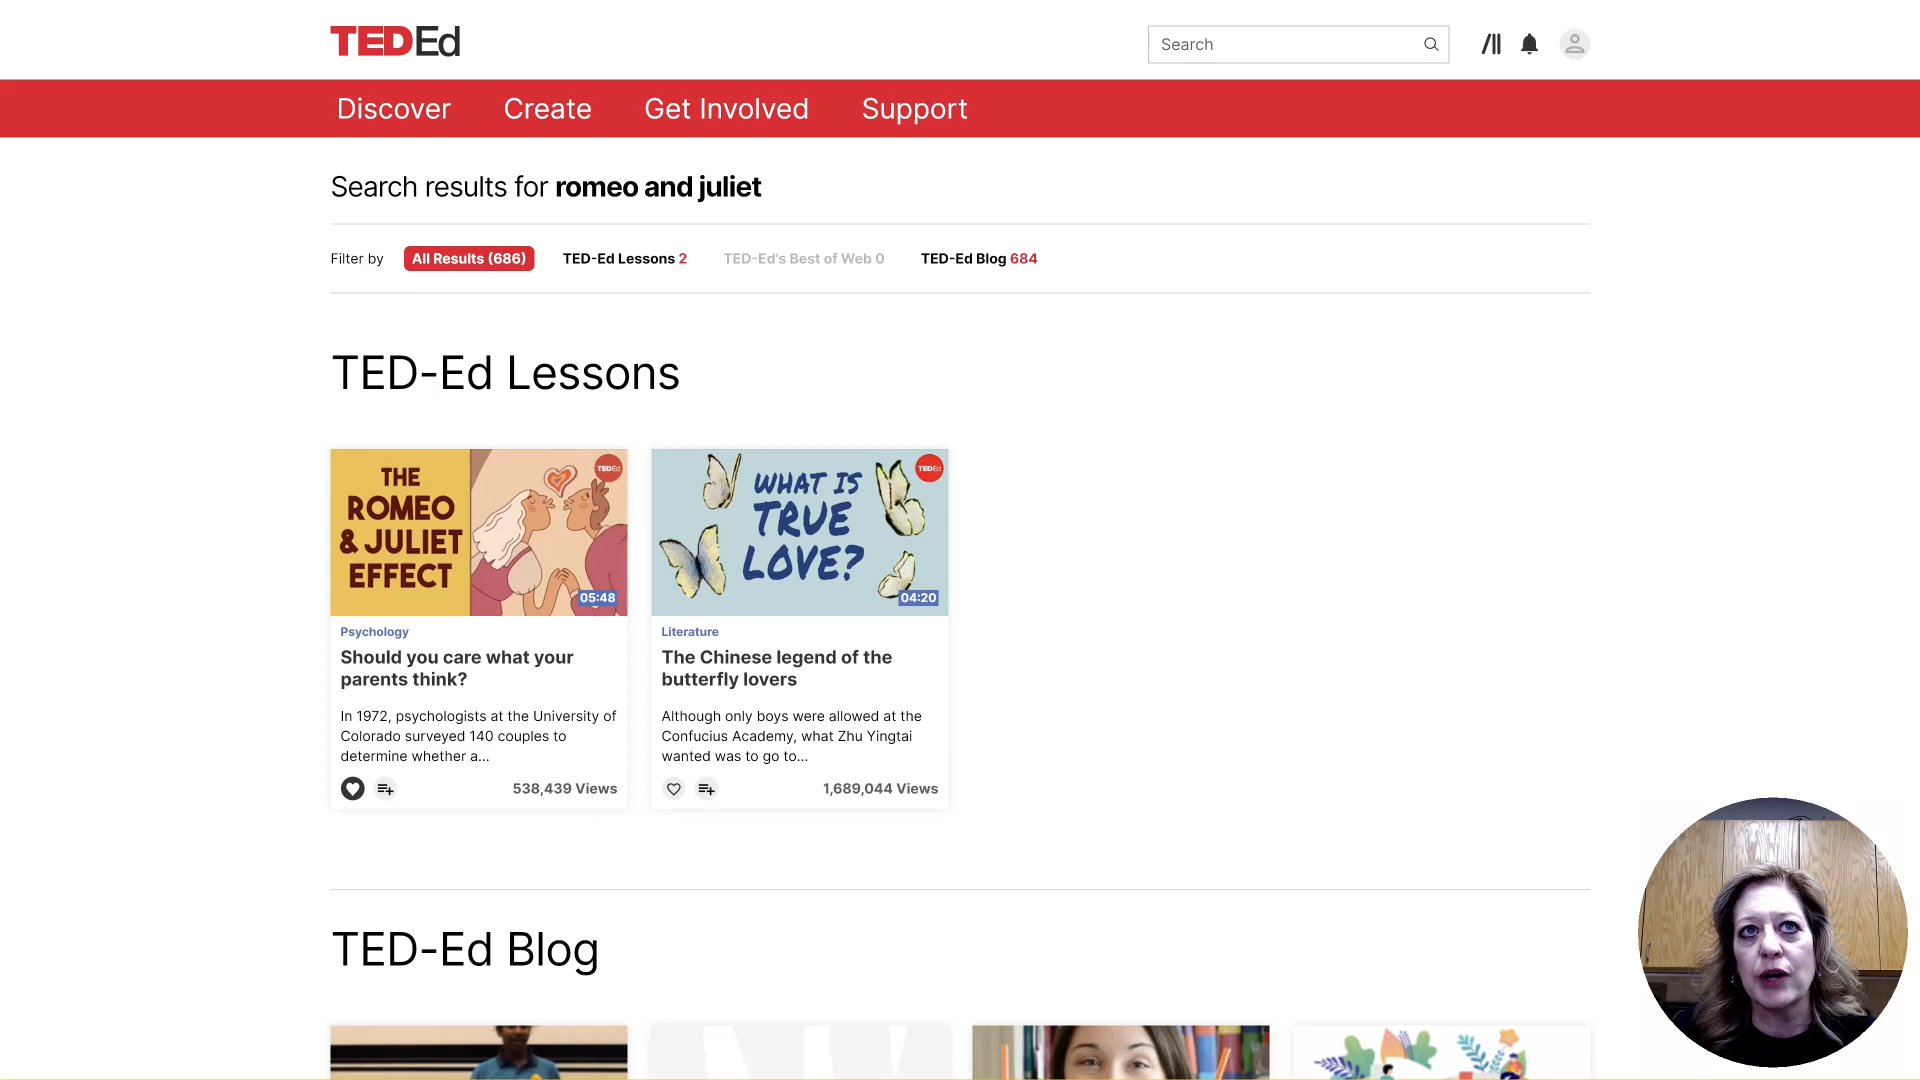 TEDEd
Search
Discover Create Get Involved Support
Search results for romeo and juliet
Filter by All Results (686) TED-Ed Lessons 2 TED-Ed's Best of Web 0 TED-Ed Blog 684
TED-Ed Lessons
THE
ROMEO
& JULIET
EFFECT
TEDEd
05:48
Psychology
Should you care what your
parents think?
In 1972, psychologists at the University of
Colorado surveyed 140 couples to
determine whether a...
538,439 Views
WHAT IS
TRUE
LOVE?
TEDEd
04:20
Literature
The Chinese legend of the
butterfly lovers
Although only boys were allowed at the
Confucius Academy, what Zhu Yingtai
wanted was to go to...
1,689,044 Views
TED-Ed Blog